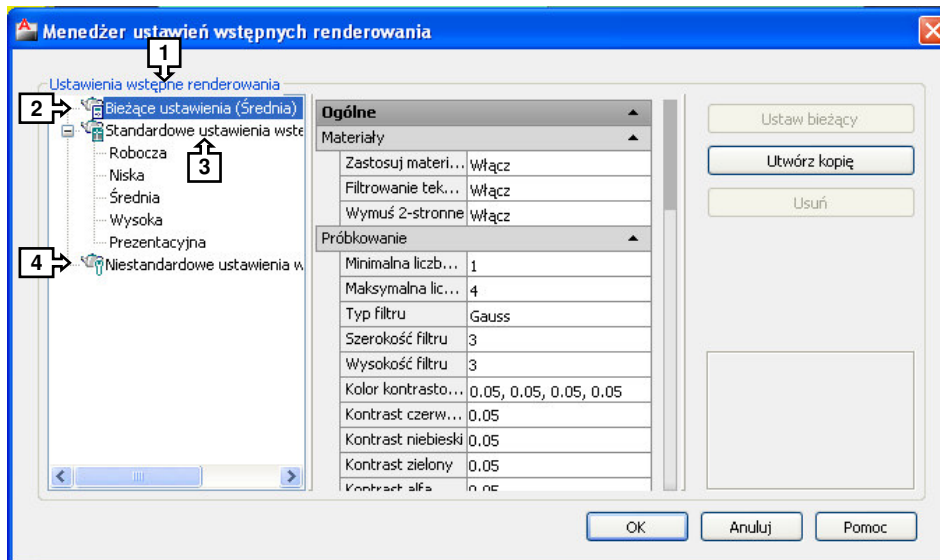 Menedżer ustawień wstępnych renderowania
1
Ustawienia wstępne renderowania
2
Bieżące ustawienia (Średnia)
Standardowe ustawienia wstę
3
Robocza
Niska
Średnia
Wysoka
Prezentacyjna
4
Niestandardowe ustawienia w
Ogólne
Materiały
Zastosuj materi... Włącz
Filtrowanie tek... Włącz
Wymuś 2-stronne Włącz
Próbkowanie
Minimalna liczb... 1
Maksymalna lic... 4
Typ filtru Gauss
Szerokość filtru 3
Wysokość filtru 3
Kolor kontrasto... 0.05, 0.05, 0.05, 0.05
Kontrast czerw... 0.05
Kontrast niebieski 0.05
Kontrast zielony 0.05
Kontrast alfa 0.05
Ustaw bieżący
Utwórz kopię
Usuń
OK
Anuluj
Pomoc